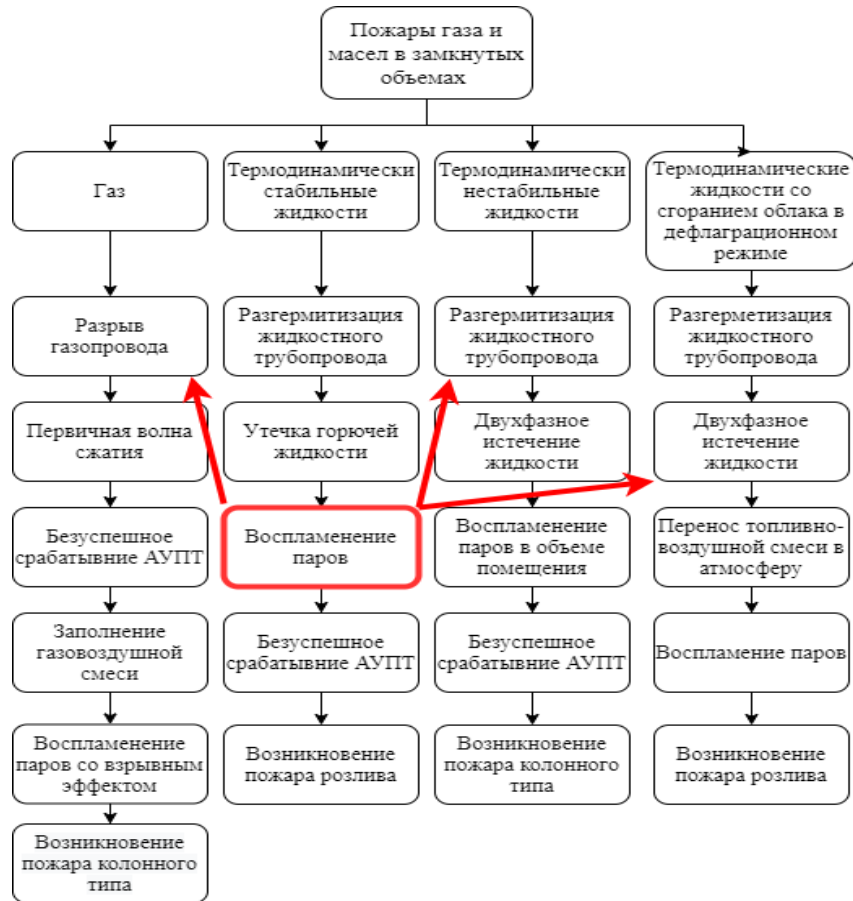 Пожары газа и
масел в замкнутых
объемах
Газ
Термодинамически
стабильные
жидкости
Термодинамически
нестабильные
жидкости
Термодинамические
жидкости со
сгоранием облака в
дефлаграционном
режиме
Разрыв
газопровода
Разгермитизация
жидкостного
трубопровода
Разгермитизация
жидкостного
трубопровода
Разгерметизация
жидкостного
трубопровода
Первичная волна
сжатия
Утечка горючей
жидкости
Двухфазное
истечение
жидкости
Двухфазное
истечение
жидкости
Безуспешное
срабатывние АУПТ
Воспламенение
паров
Воспламенение
паров в объеме
помещения
Перенос топливно-
воздушной смеси в
атмосферу
Заполнение
газовоздушной
смеси
Безуспешное
срабатывние АУПТ
Безуспешное
срабатывние АУПТ
Воспламение паров
Воспламенение
паров со взрывным
эффектом
Возникновение
пожара розлива
Возникновение
пожара колонного
типа
Возникновение
пожара розлива
Возникновение
пожара колонного
типа